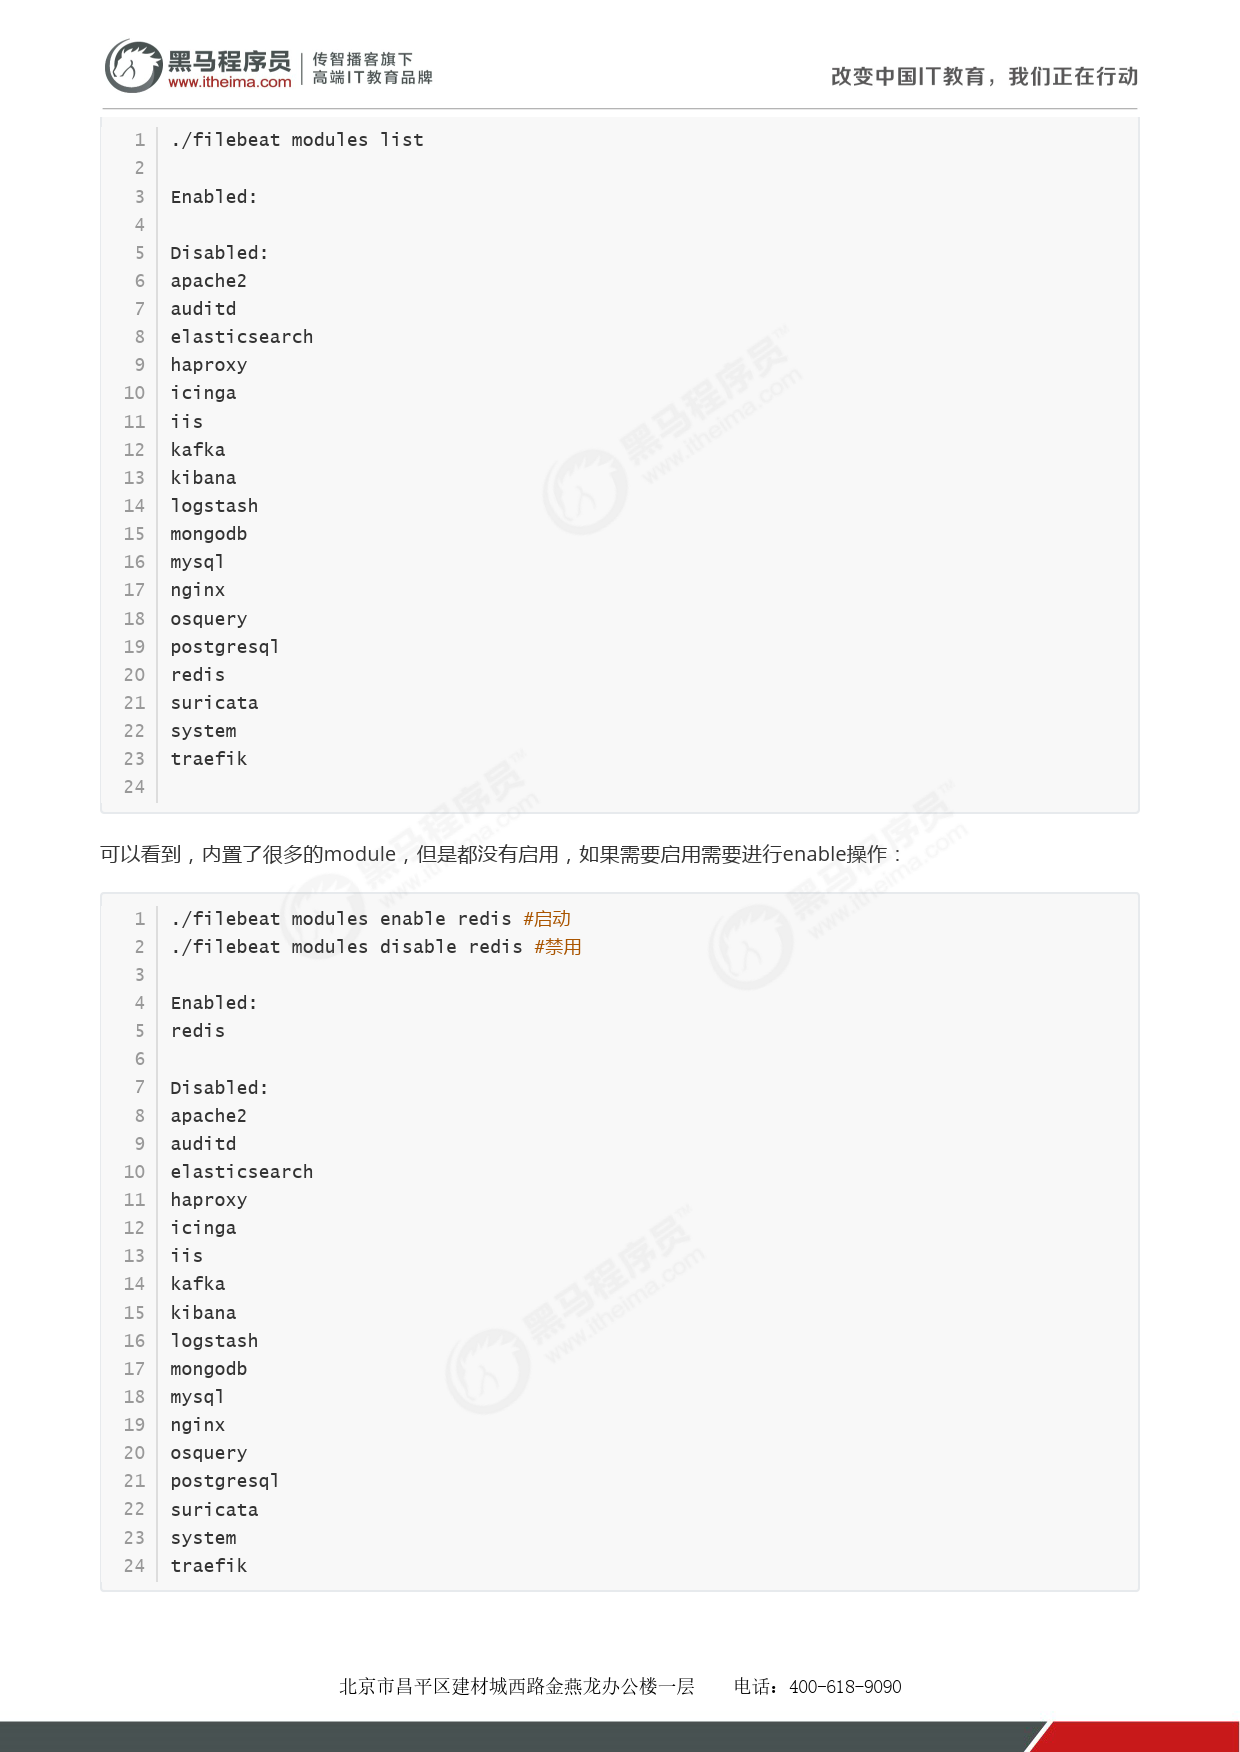 黑马程序员
www.itheima.com
传智播客旗下
高端IT教育品牌
改变中国IT教育，我们正在行动
1 ./filebeat modules list
2
3 Enabled:
4
5 Disabled:
6 apache2
7 auditd
8 elasticsearch
9 haproxy
10 icinga
11 iis
12 kafka
13 kibana
14 logstash
15 mongodb
16 mysql
17 nginx
18 osquery
19 postgresql
20 redis
21 suricata
22 system
23 traefik
24
可以看到，内置了很多的module，但是都没有启用，如果需要启用需要进行enable操作：
1 ./filebeat modules enable redis #启动
2 ./filebeat modules disable redis #禁用
3
4 Enabled:
5 redis
6
7 Disabled:
8 apache2
9 auditd
10 elasticsearch
11 haproxy
12 icinga
13 iis
14 kafka
15 kibana
16 logstash
17 mongodb
18 mysql
19 nginx
20 osquery
21 postgresql
22 suricata
23 system
24 traefik
北京市昌平区建材城西路金燕龙办公楼一层 电话：400-618-9090